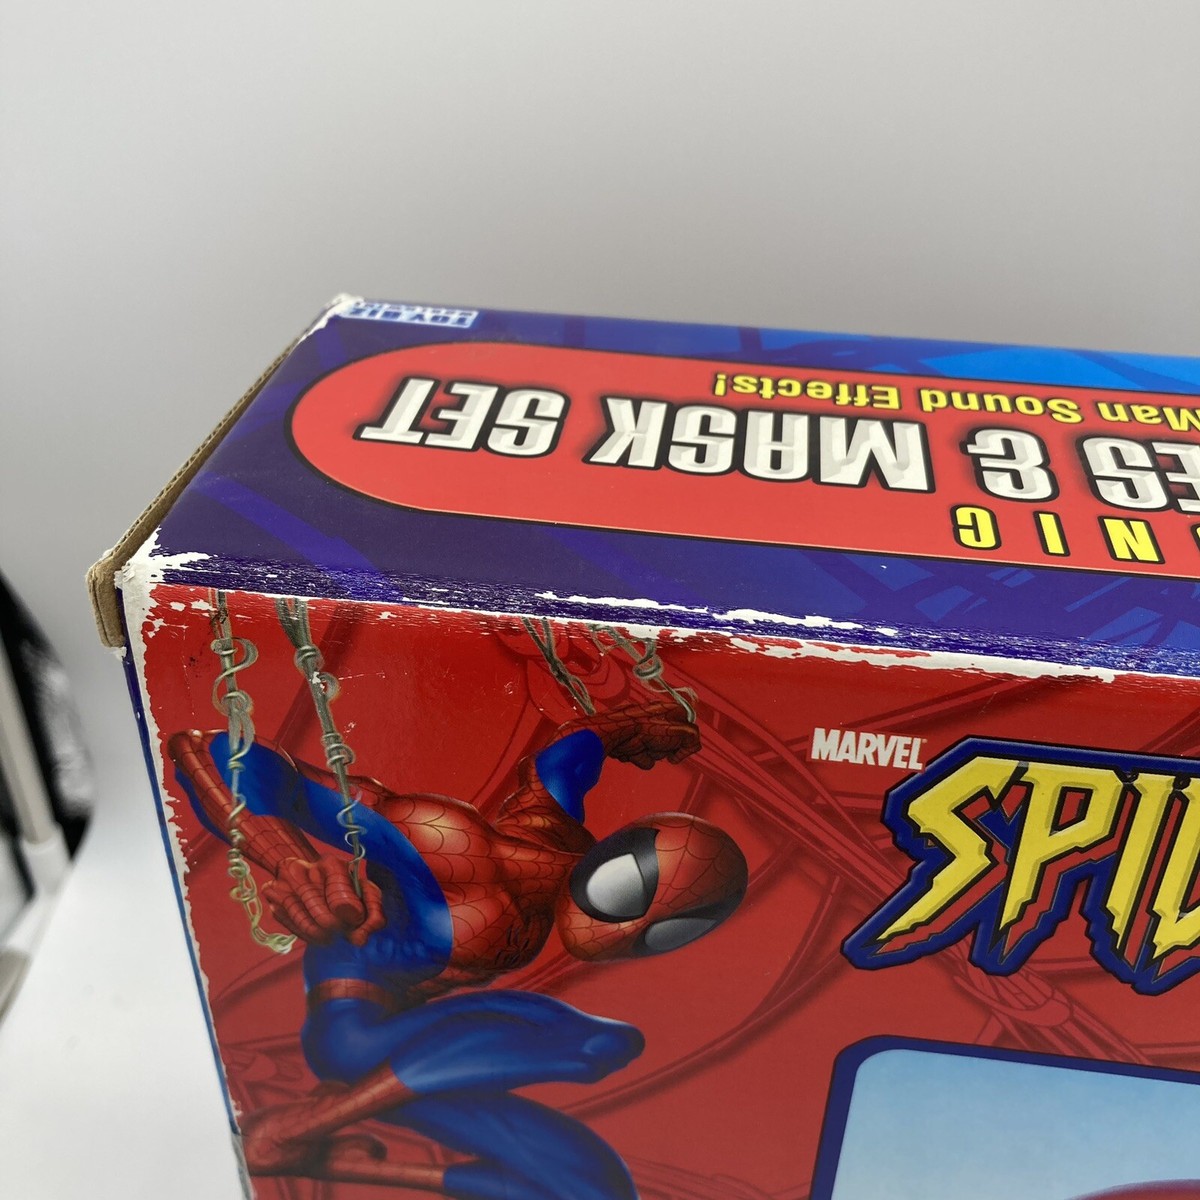 TOY BIZ
Man Sound Effects!
ES & MASK SET
NIC
MARVEL
SPI